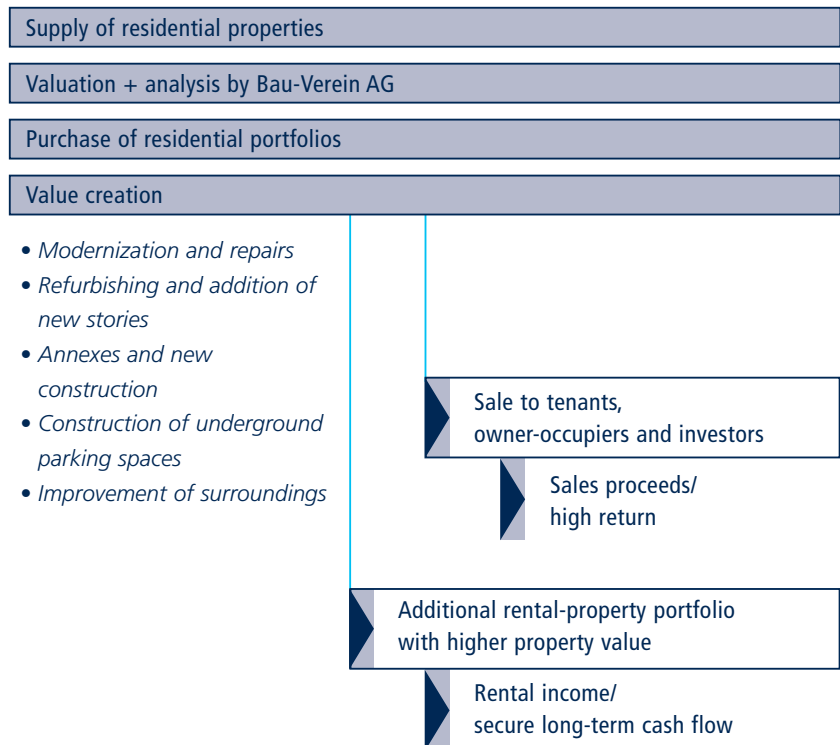 Supply of residential properties
Valuation + analysis by Bau-Verein AG
Purchase of residential portfolios
Value creation
• Modernization and repairs
• Refurbishing and addition of
new stories
• Annexes and new
construction
• Construction of underground
parking spaces
• Improvement of surroundings
Sale to tenants,
owner-occupiers and investors
Sales proceeds/
high return
Additional rental-property portfolio
with higher property value
Rental income/
secure long-term cash flow